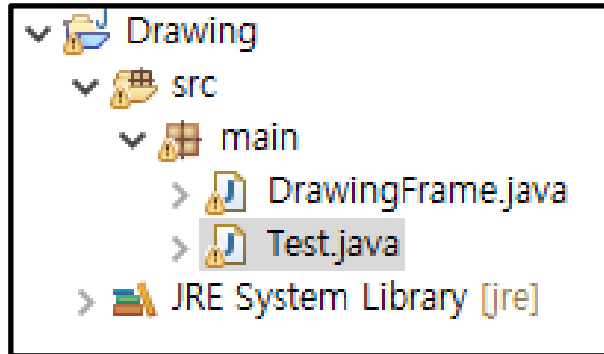 Drawing
src
main
DrawingFrame.java
Test.java
JRE System Library [jre]